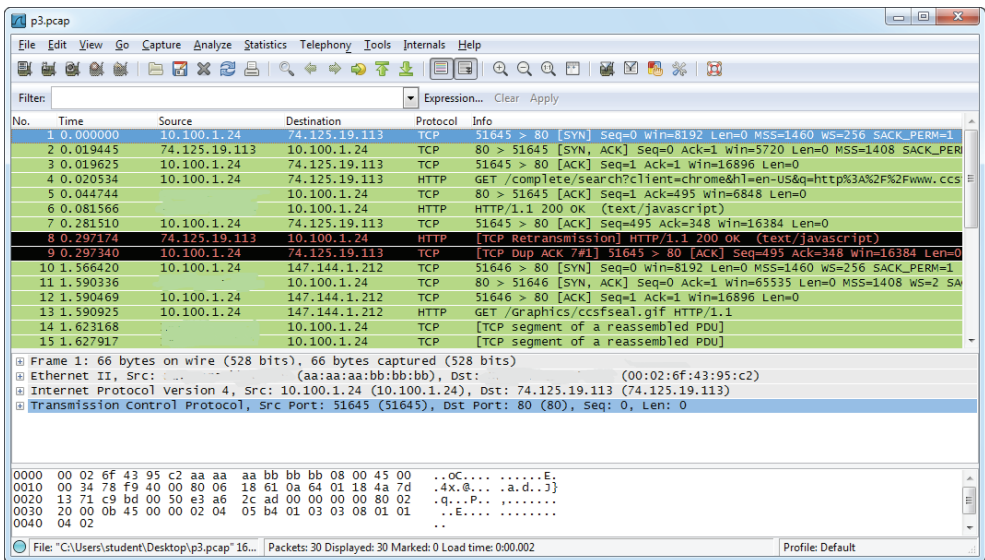 p3.pcap
File Edit View Go Capture Analyze Statistics Telephony Tools Internals Help
Filter: Expression... Clear Apply
No. Time Source Destination Protocol Info
1 0.000000 10.100.1.24 74.125.19.113 TCP 51645 > 80 [SYN] Seq=0 Win=8192 Len=0 MSS=1460 WS=256 SACK_PERM=1
2 0.019445 74.125.19.113 10.100.1.24 TCP 80 > 51645 [SYN, ACK] Seq=0 Ack=1 Win=5720 Len=0 MSS=1408 SACK_PERM
3 0.019625 10.100.1.24 74.125.19.113 TCP 51645 > 80 [ACK] Seq=1 Ack=1 Win=16896 Len=0
4 0.020534 10.100.1.24 74.125.19.113 HTTP GET /complete/search?client=chrome&hl=en-US&q=http%3A%2F%2Fwww.ccs
5 0.044744 10.100.1.24 TCP 80 > 51645 [ACK] Seq=1 Ack=495 Win=6848 Len=0
6 0.081566 10.100.1.24 HTTP HTTP/1.1 200 OK (text/javascript)
7 0.281510 10.100.1.24 74.125.19.113 TCP 51645 > 80 [ACK] Seq=495 Ack=348 Win=16384 Len=0
8 0.297174 74.125.19.113 10.100.1.24 HTTP [TCP Retransmission] HTTP/1.1 200 OK (text/javascript)
9 0.297340 10.100.1.24 74.125.19.113 TCP [TCP Dup ACK 7#1] 51645 > 80 [ACK] Seq=495 Ack=348 Win=16384 Len=0
10 1.566420 10.100.1.24 147.144.1.212 TCP 51646 > 80 [SYN] Seq=0 Win=8192 Len=0 MSS=1460 WS=256 SACK_PERM=1
11 1.590336 10.100.1.24 TCP 80 > 51646 [SYN, ACK] Seq=0 Ack=1 Win=65535 Len=0 MSS=1408 WS=2 SA
12 1.590469 10.100.1.24 147.144.1.212 TCP 51646 > 80 [ACK] Seq=1 Ack=1 Win=16896 Len=0
13 1.590925 10.100.1.24 147.144.1.212 HTTP GET /Graphics/ccsfseal.gif HTTP/1.1
14 1.623168 10.100.1.24 TCP [TCP segment of a reassembled PDU]
15 1.627917 10.100.1.24 TCP [TCP segment of a reassembled PDU]
Frame 1: 66 bytes on wire (528 bits), 66 bytes captured (528 bits)
Ethernet II, Src: (aa:aa:aa:bb:bb:bb), Dst: (00:02:6f:43:95:c2)
Internet Protocol Version 4, Src: 10.100.1.24 (10.100.1.24), Dst: 74.125.19.113 (74.125.19.113)
Transmission Control Protocol, Src Port: 51645 (51645), Dst Port: 80 (80), Seq: 0, Len: 0
0000 00 02 6f 43 95 c2 aa aa aa bb bb bb 08 00 45 00 ..oC.... ......E.
0010 00 34 78 f9 40 00 80 06 18 61 0a 64 01 18 4a 7d .4x.@... .a.d..J}
0020 13 71 c9 bd 00 50 e3 a6 2c ad 00 00 00 00 80 02 .q...P.. ,.......
0030 20 00 0b 45 00 00 02 04 05 b4 01 03 03 08 01 01 ..E.... ........
0040 04 02 ..
File: "C:\Users\student\Desktop\p3.pcap" 16... Packets: 30 Displayed: 30 Marked: 0 Load time: 0:00.002 Profile: Default